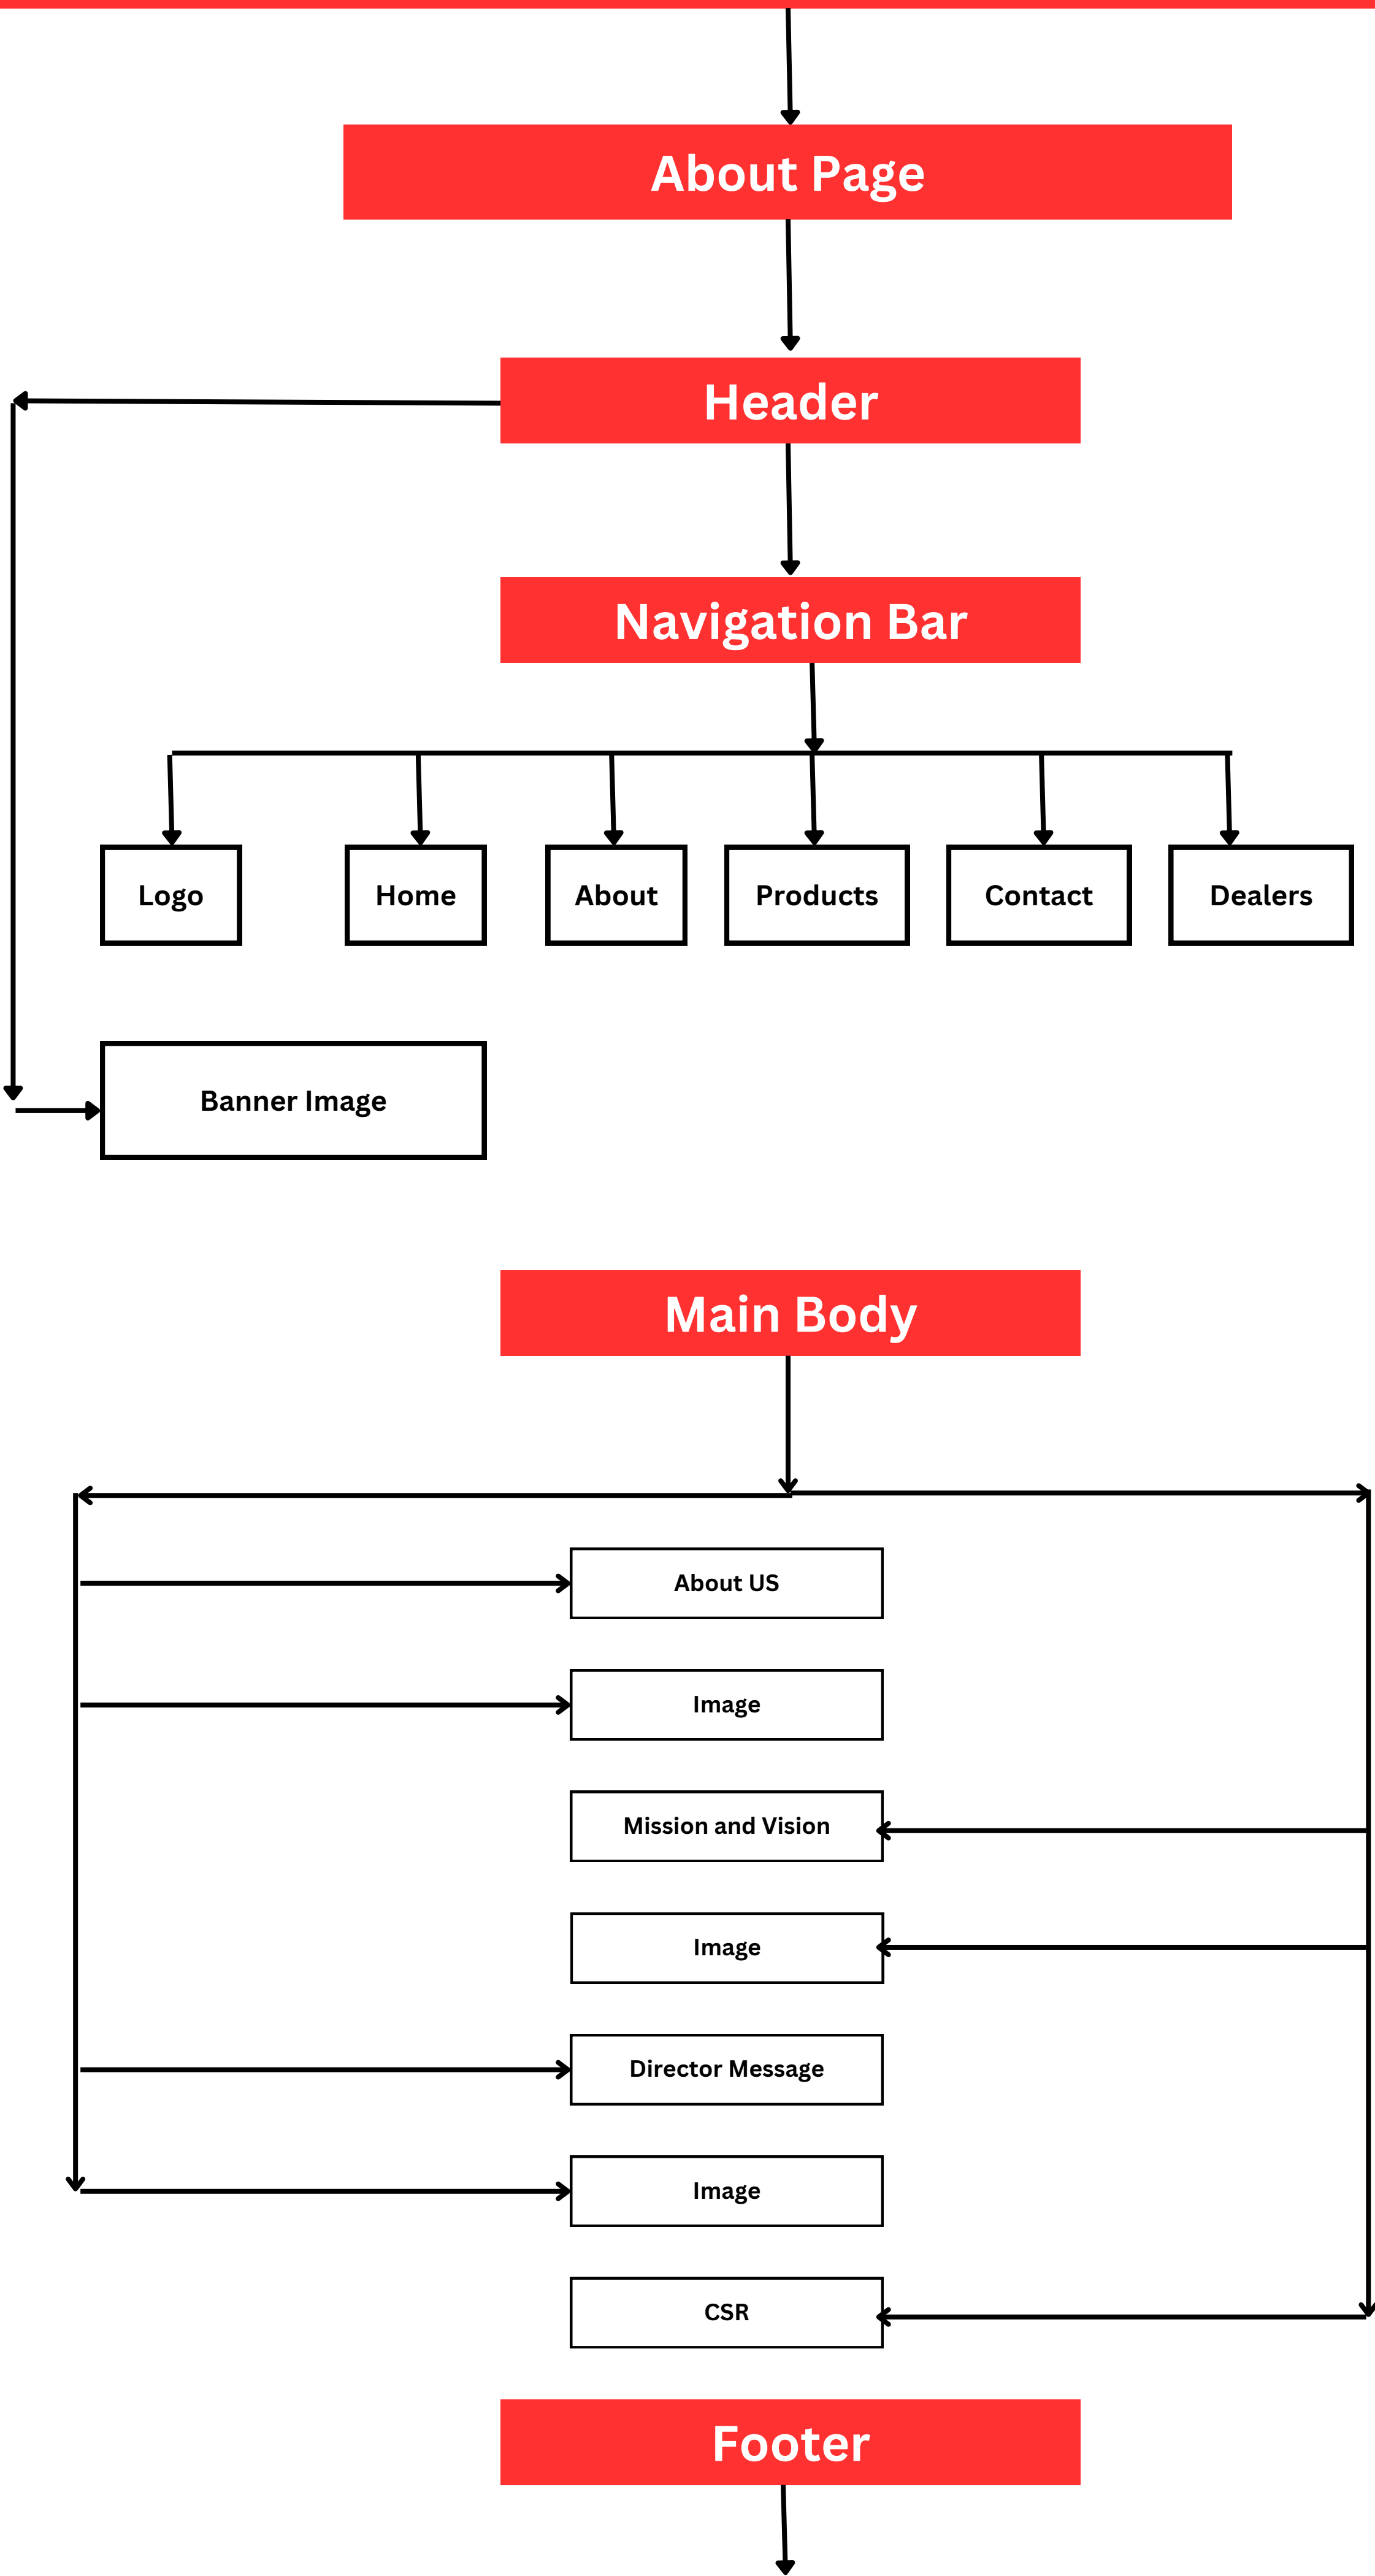 About Page
Header
Navigation Bar
Logo
Home
About
Products
Contact
Dealers
Banner Image
Main Body
About US
Image
Mission and Vision
Image
Director Message
Image
CSR
Footer